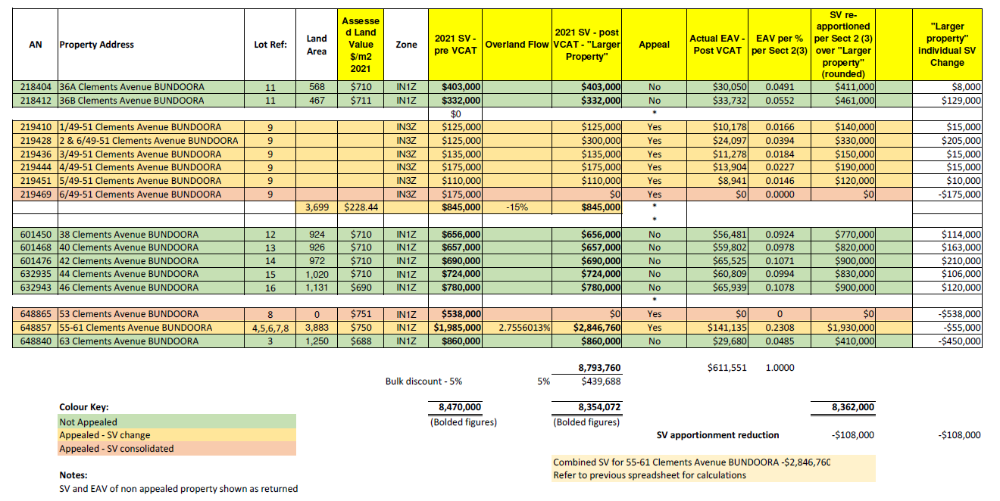 AN Property Address Lot Ref: Land Area Assesse d Land Value $/m2 2021 Zone 2021 SV - pre VCAT Overland Flow 2021 SV - post VCAT - "Larger Property" Appeal Actual EAV - Post VCAT EAV per % per Sect 2(3) SV re-apportioned per Sect 2 (3) over "Larger property" (rounded) "Larger property" individual SV Change
218404 36A Clements Avenue BUNDOORA 11 568 $710 IN1Z $403,000 $403,000 No $30,050 0.0491 $411,000 $8,000
218412 36B Clements Avenue BUNDOORA 11 467 $711 IN1Z $332,000 $332,000 No $33,732 0.0552 $461,000 $129,000
$0 *
219410 1/49-51 Clements Avenue BUNDOORA 9 IN3Z $125,000 $125,000 Yes $10,178 0.0166 $140,000 $15,000
219428 2 & 6/49-51 Clements Avenue BUNDOORA 9 IN3Z $125,000 $300,000 Yes $24,097 0.0394 $330,000 $205,000
219436 3/49-51 Clements Avenue BUNDOORA 9 IN3Z $135,000 $135,000 Yes $11,278 0.0184 $150,000 $15,000
219444 4/49-51 Clements Avenue BUNDOORA 9 IN3Z $175,000 $175,000 Yes $13,904 0.0227 $190,000 $15,000
219451 5/49-51 Clements Avenue BUNDOORA 9 IN3Z $110,000 $110,000 Yes $8,941 0.0146 $120,000 $10,000
219469 6/49-51 Clements Avenue BUNDOORA 9 IN3Z $175,000 $0 Yes $0 0.0000 $0 -$175,000
3,699 $228.44 $845,000 -15% $845,000 *
*
601450 38 Clements Avenue BUNDOORA 12 924 $710 IN1Z $656,000 $656,000 No $56,481 0.0924 $770,000 $114,000
601468 40 Clements Avenue BUNDOORA 13 926 $710 IN1Z $657,000 $657,000 No $59,802 0.0978 $820,000 $163,000
601476 42 Clements Avenue BUNDOORA 14 972 $710 IN1Z $690,000 $690,000 No $65,525 0.1071 $900,000 $210,000
632935 44 Clements Avenue BUNDOORA 15 1,020 $710 IN1Z $724,000 $724,000 No $60,809 0.0994 $830,000 $106,000
632943 46 Clements Avenue BUNDOORA 16 1,131 $690 IN1Z $780,000 $780,000 No $65,939 0.1078 $900,000 $120,000
*
648865 53 Clements Avenue BUNDOORA 8 0 $751 IN1Z $538,000 $0 Yes $0 0 $0 -$538,000
648857 55-61 Clements Avenue BUNDOORA 4,5,6,7,8 3,883 $750 IN1Z $1,985,000 2.7556013% $2,846,760 Yes $141,135 0.2308 $1,930,000 -$55,000
648840 63 Clements Avenue BUNDOORA 3 1,250 $688 IN1Z $860,000 $860,000 No $29,680 0.0485 $410,000 -$450,000
8,793,760 $611,551 1.0000
Bulk discount - 5% 5% $439,688
Colour Key: 8,470,000 8,354,072 8,362,000
Not Appealed (Bolded figures) (Bolded figures)
Appealed - SV change SV apportionment reduction -$108,000 -$108,000
Appealed - SV consolidated
Combined SV for 55-61 Clements Avenue BUNDOORA -$2,846,760
Notes: Refer to previous spreadsheet for calculations
SV and EAV of non appealed property shown as returned